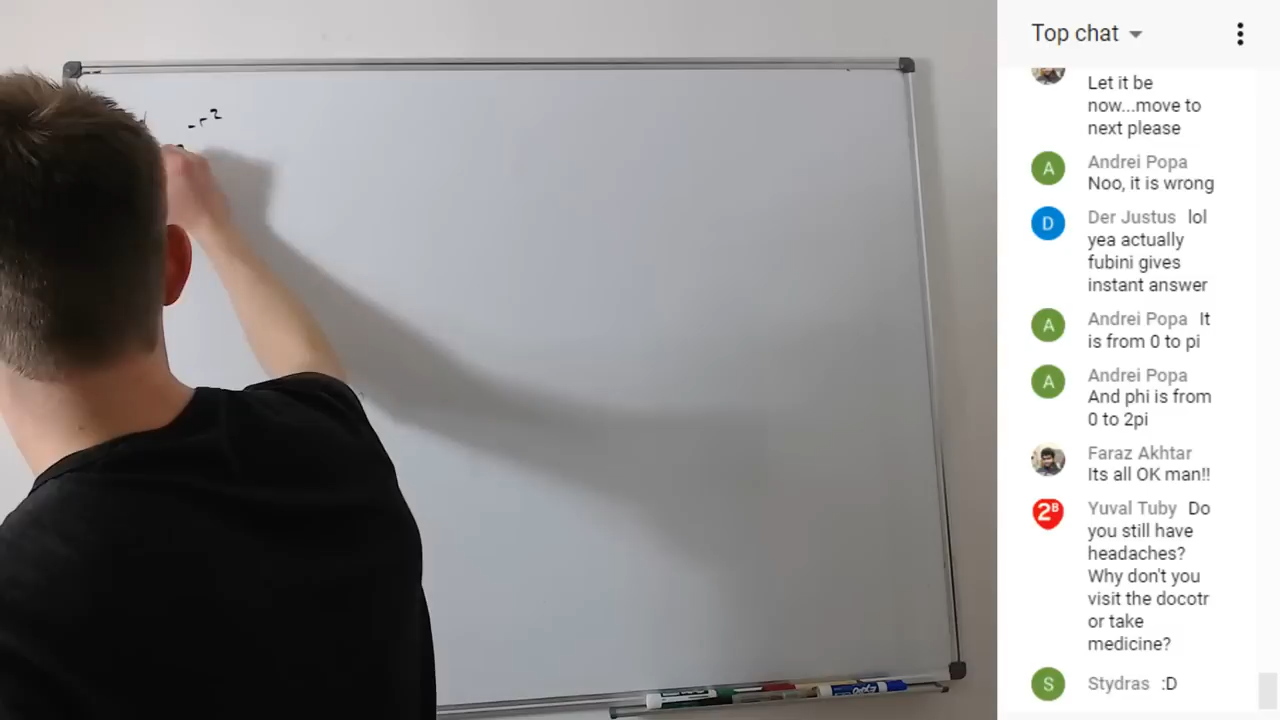 -r²
Top chat
Let it be
now...move to
next please
Andrei Popa
Noo, it is wrong
Der Justus lol
yea actually
fubini gives
instant answer
Andrei Popa It
is from 0 to pi
Andrei Popa
And phi is from
0 to 2pi
Faraz Akhtar
Its all OK man!!
Yuval Tuby Do
you still have
headaches?
Why don't you
visit the docotr
or take
medicine?
Stydras :D
A
D
A
A
2B
S